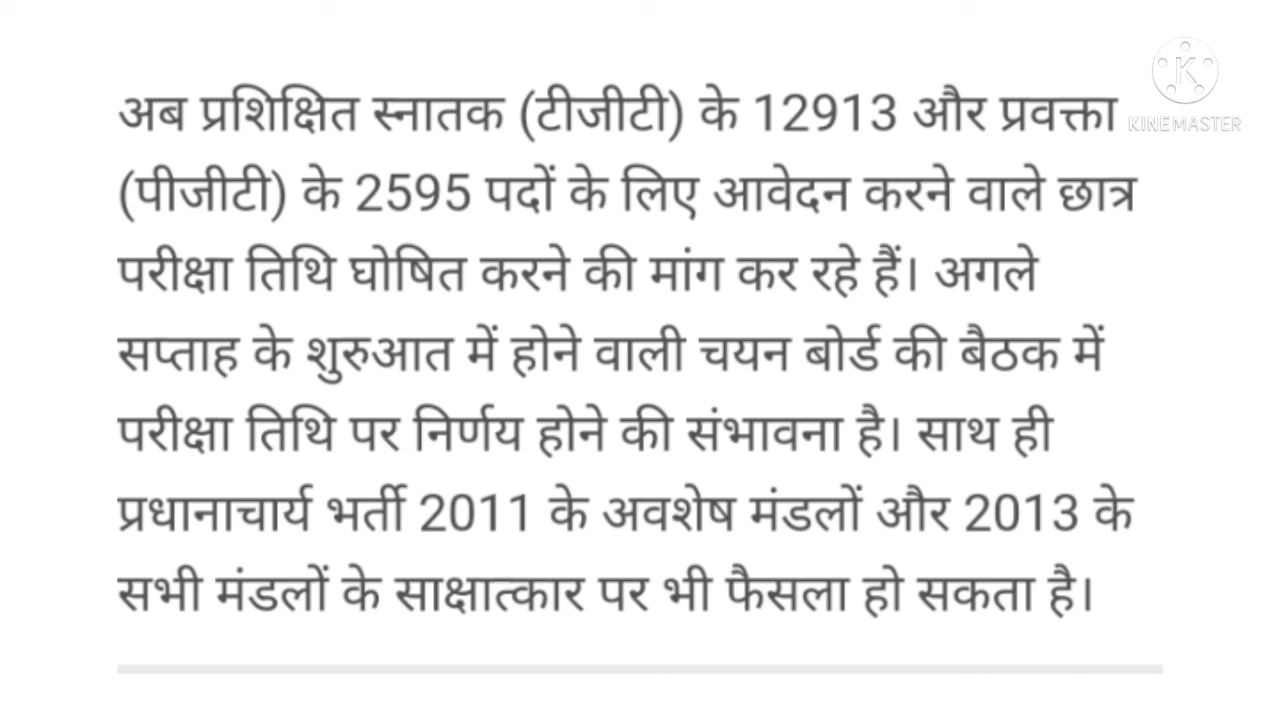 अब प्रशिक्षित स्नातक (टीजीटी) के 12913 और प्रवक्ता
(पीजीटी) के 2595 पदों के लिए आवेदन करने वाले छात्र
परीक्षा तिथि घोषित करने की मांग कर रहे हैं। अगले
सप्ताह के शुरुआत में होने वाली चयन बोर्ड की बैठक में
परीक्षा तिथि पर निर्णय होने की संभावना है। साथ ही
प्रधानाचार्य भर्ती 2011 के अवशेष मंडलों और 2013 के
सभी मंडलों के साक्षात्कार पर भी फैसला हो सकता है।
K
KINEMASTER